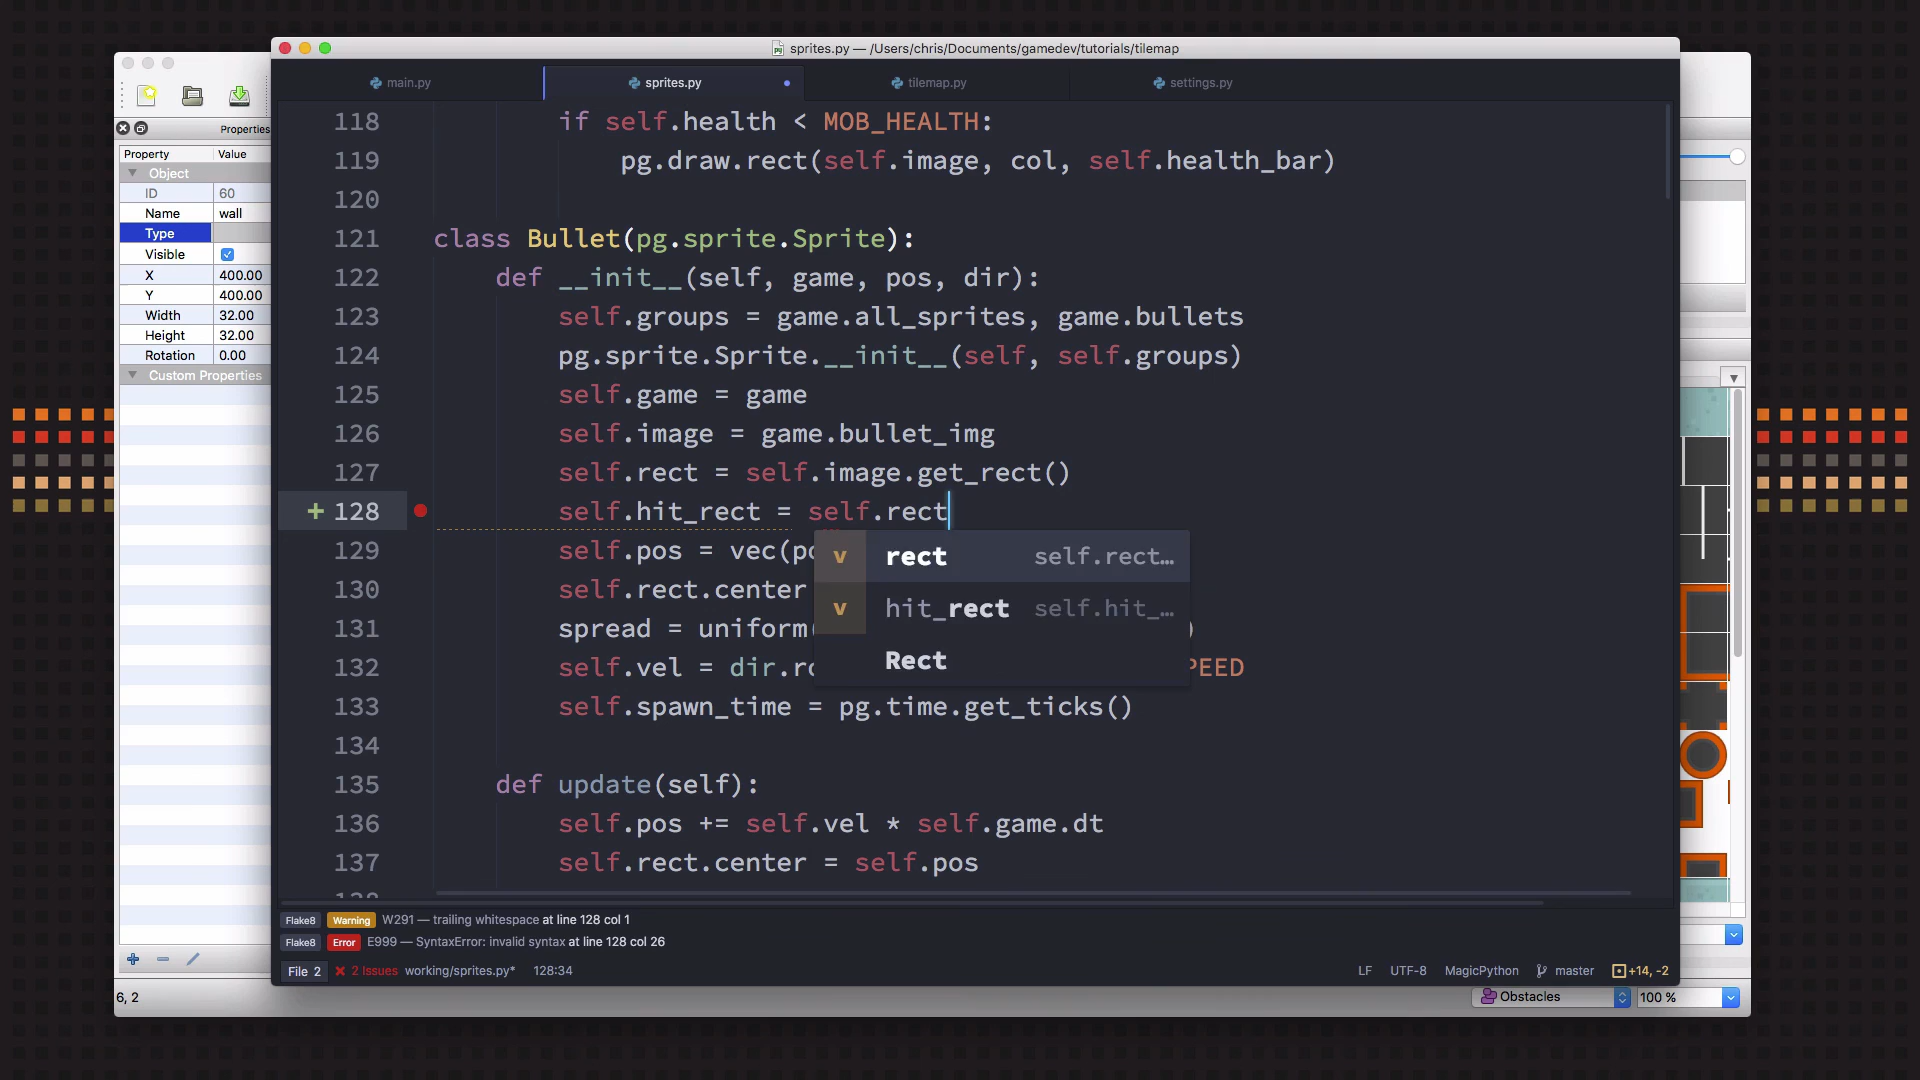 sprites.py — /Users/chris/Documents/gamedev/tutorials/tilemap
main.py
sprites.py
tilemap.py
settings.py
Properties
Property Value
Object
ID 60
Name wall
Type
Visible
X 400.00
Y 400.00
Width 32.00
Height 32.00
Rotation 0.00
Custom Properties
118 if self.health < MOB_HEALTH:
119 pg.draw.rect(self.image, col, self.health_bar)
120
121 class Bullet(pg.sprite.Sprite):
122 def __init__(self, game, pos, dir):
123 self.groups = game.all_sprites, game.bullets
124 pg.sprite.Sprite.__init__(self, self.groups)
125 self.game = game
126 self.image = game.bullet_img
127 self.rect = self.image.get_rect()
+ 128 self.hit_rect = self.rect
129 self.pos = vec(po
130 self.rect.center
131 spread = uniform( )
132 self.vel = dir.ro PEED
133 self.spawn_time = pg.time.get_ticks()
134
135 def update(self):
136 self.pos += self.vel * self.game.dt
137 self.rect.center = self.pos
v rect self.rect…
v hit_rect self.hit_…
Rect
Flake8 Warning W291 — trailing whitespace at line 128 col 1
Flake8 Error E999 — SyntaxError: invalid syntax at line 128 col 26
File 2 2 Issues working/sprites.py* 128:34 LF UTF-8 MagicPython master +14, -2
6, 2 Obstacles 100 %